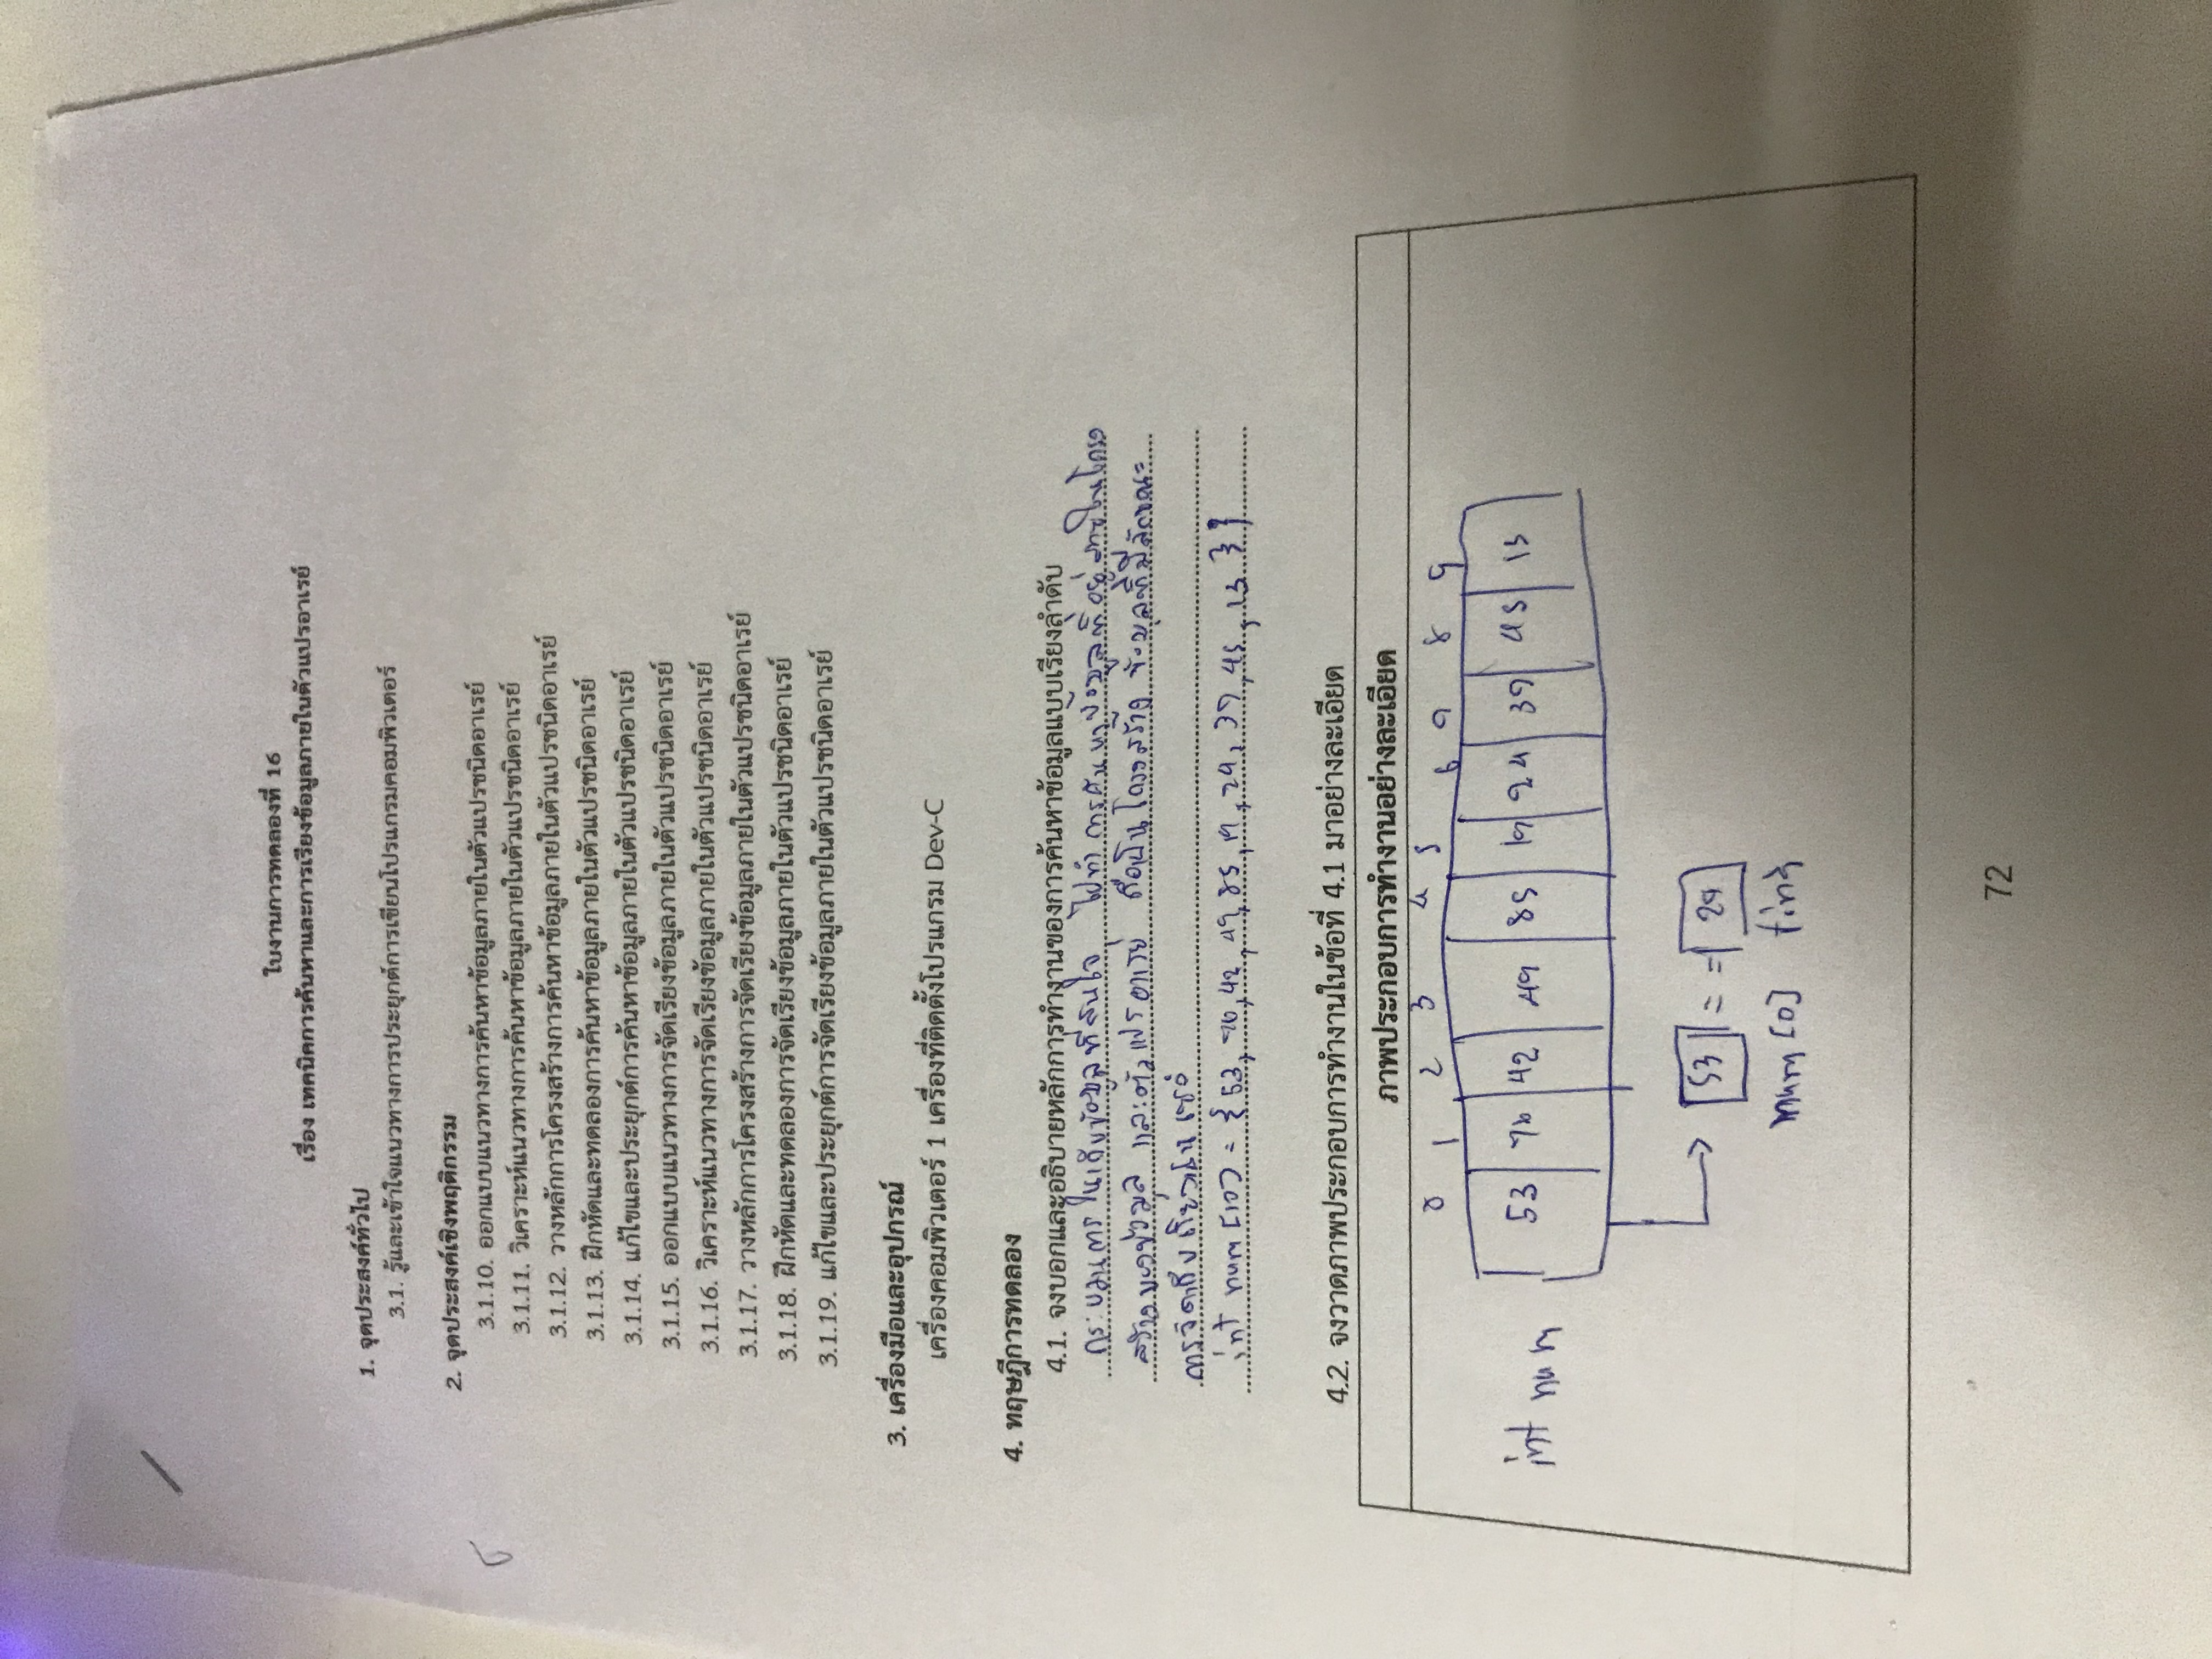 ใบงานการทดลองที่ 16
เรื่อง เทคนิคการค้นหาและการเรียงข้อมูลภายในตัวแปรอาเรย์
1. จุดประสงค์ทั่วไป
3.1. รู้และเข้าใจแนวทางการประยุกต์การเขียนโปรแกรมคอมพิวเตอร์
2. จุดประสงค์เชิงพฤติกรรม
3.1.10. ออกแบบแนวทางการค้นหาข้อมูลภายในตัวแปรชนิดอาเรย์
3.1.11. วิเคราะห์แนวทางการค้นหาข้อมูลภายในตัวแปรชนิดอาเรย์
3.1.12. วางหลักการโครงสร้างการค้นหาข้อมูลภายในตัวแปรชนิดอาเรย์
3.1.13. ฝึกหัดและทดลองการค้นหาข้อมูลภายในตัวแปรชนิดอาเรย์
3.1.14. แก้ไขและประยุกต์การค้นหาข้อมูลภายในตัวแปรชนิดอาเรย์
3.1.15. ออกแบบแนวทางการจัดเรียงข้อมูลภายในตัวแปรชนิดอาเรย์
3.1.16. วิเคราะห์แนวทางการจัดเรียงข้อมูลภายในตัวแปรชนิดอาเรย์
3.1.17. วางหลักการโครงสร้างการจัดเรียงข้อมูลภายในตัวแปรชนิดอาเรย์
3.1.18. ฝึกหัดและทดลองการจัดเรียงข้อมูลภายในตัวแปรชนิดอาเรย์
3.1.19. แก้ไขและประยุกต์การจัดเรียงข้อมูลภายในตัวแปรชนิดอาเรย์
3. เครื่องมือและอุปกรณ์
เครื่องคอมพิวเตอร์ 1 เครื่องที่ติดตั้งโปรแกรม Dev-C
4. ทฤษฎีการทดลอง
4.1. จงบอกและอธิบายหลักการทำงานของการค้นหาข้อมูลแบบเรียงลำดับ
กระบวนการ ข้อมูลที่สนใจ ไปทำการค้นหาข้อมูลที่อยู่ภายในโครง
สร้างของข้อมูล และตัวแปรอาเรย์ ถือเป็นโครงสร้าง ข้อมูลที่มีลักษณะ
การจัดเก็บ
int num [10] = { 53, 76, 42, 49, 85, 19, 24, 37, 45, 13 };
4.2. จงวาดภาพประกอบการทำงานในข้อที่ 4.1 มาอย่างละเอียด
ภาพประกอบการทำงานอย่างละเอียด
0 1 2 3 4 5 6 7 8 9
int num 53 76 42 49 85 19 24 37 45 13
53 == 24
num [0] find
72